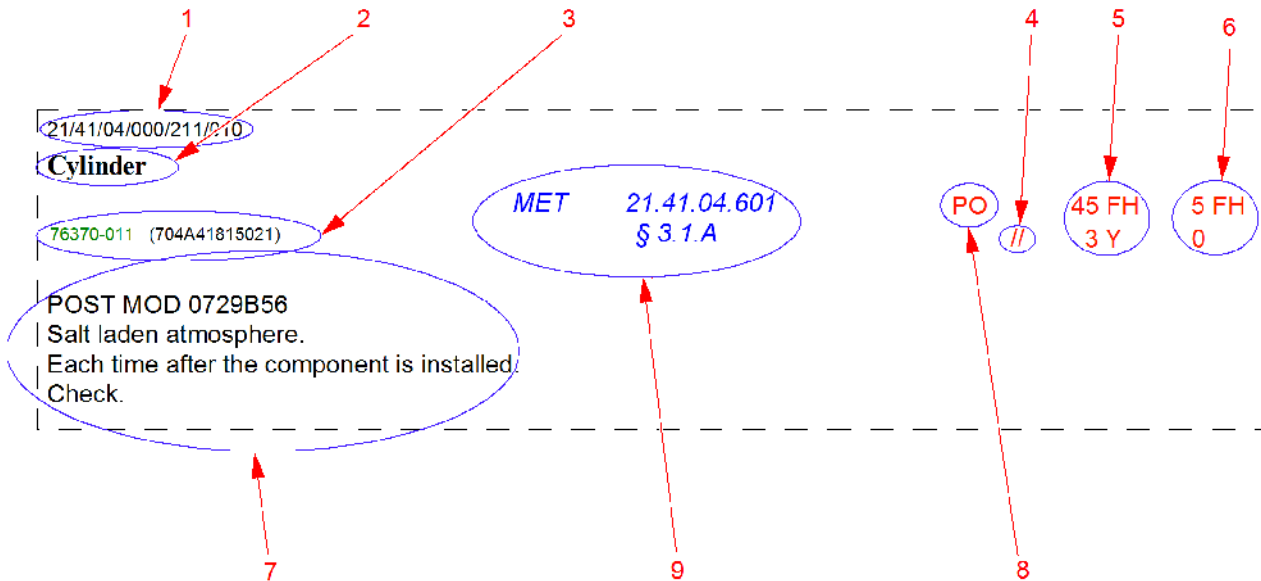 1 2 3 4 5 6
21/41/04/000/211/010
Cylinder
MET 21.41.04.601 PO 45 FH 5 FH
76370-011 (704A41815021) § 3.1.A // 3 Y 0
POST MOD 0729B56
Salt laden atmosphere.
Each time after the component is installed.
Check.
7 9 8